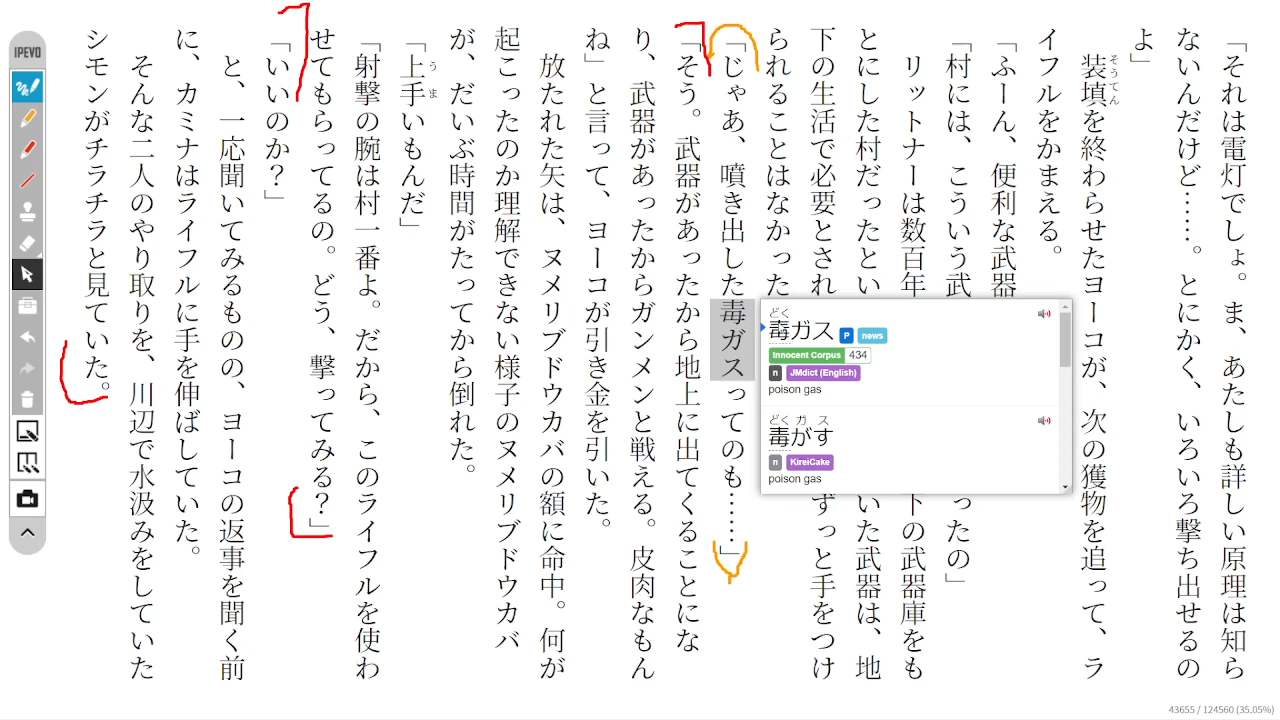 「それは電灯でしょ。ま、あたしも詳しい原理は知ら
ないんだけど……。とにかく、いろいろ撃ち出せるの
よ」
そうてん
装填を終わらせたヨーコが、次の獲物を追って、ラ
イフルをかまえる。
「ふーん、便利な武器
「村には、こういう武
ったの」
リットナーは数百年
下の武器庫をも
とにした村だったとい
いた武器は、地
下の生活で必要とされ
ずっと手をつけ
られることはなかった
「じゃあ、噴き出した毒ガスってのも……」
「そう。武器があったから地上に出てくることにな
り、武器があったからガンメンと戦える。皮肉なもん
ね」と言って、ヨーコが引き金を引いた。
放たれた矢は、ヌメリブドウカバの額に命中。何が
起こったのか理解できない様子のヌメリブドウカバ
が、だいぶ時間がたってから倒れた。
うま
「上手いもんだ」
「射撃の腕は村一番よ。だから、このライフルを使わ
せてもらってるの。どう、撃ってみる？」
「いいのか？」
と、一応聞いてみるものの、ヨーコの返事を聞く前
に、カミナはライフルに手を伸ばしていた。
そんな二人のやり取りを、川辺で水汲みをしていた
シモンがチラチラと見ていた。
どく
毒ガス P news
Innocent Corpus 434
n JMdict (English)
poison gas
どく ガス
毒がす
n KireiCake
poison gas
IPEVO
43655 / 124560 (35.05%)